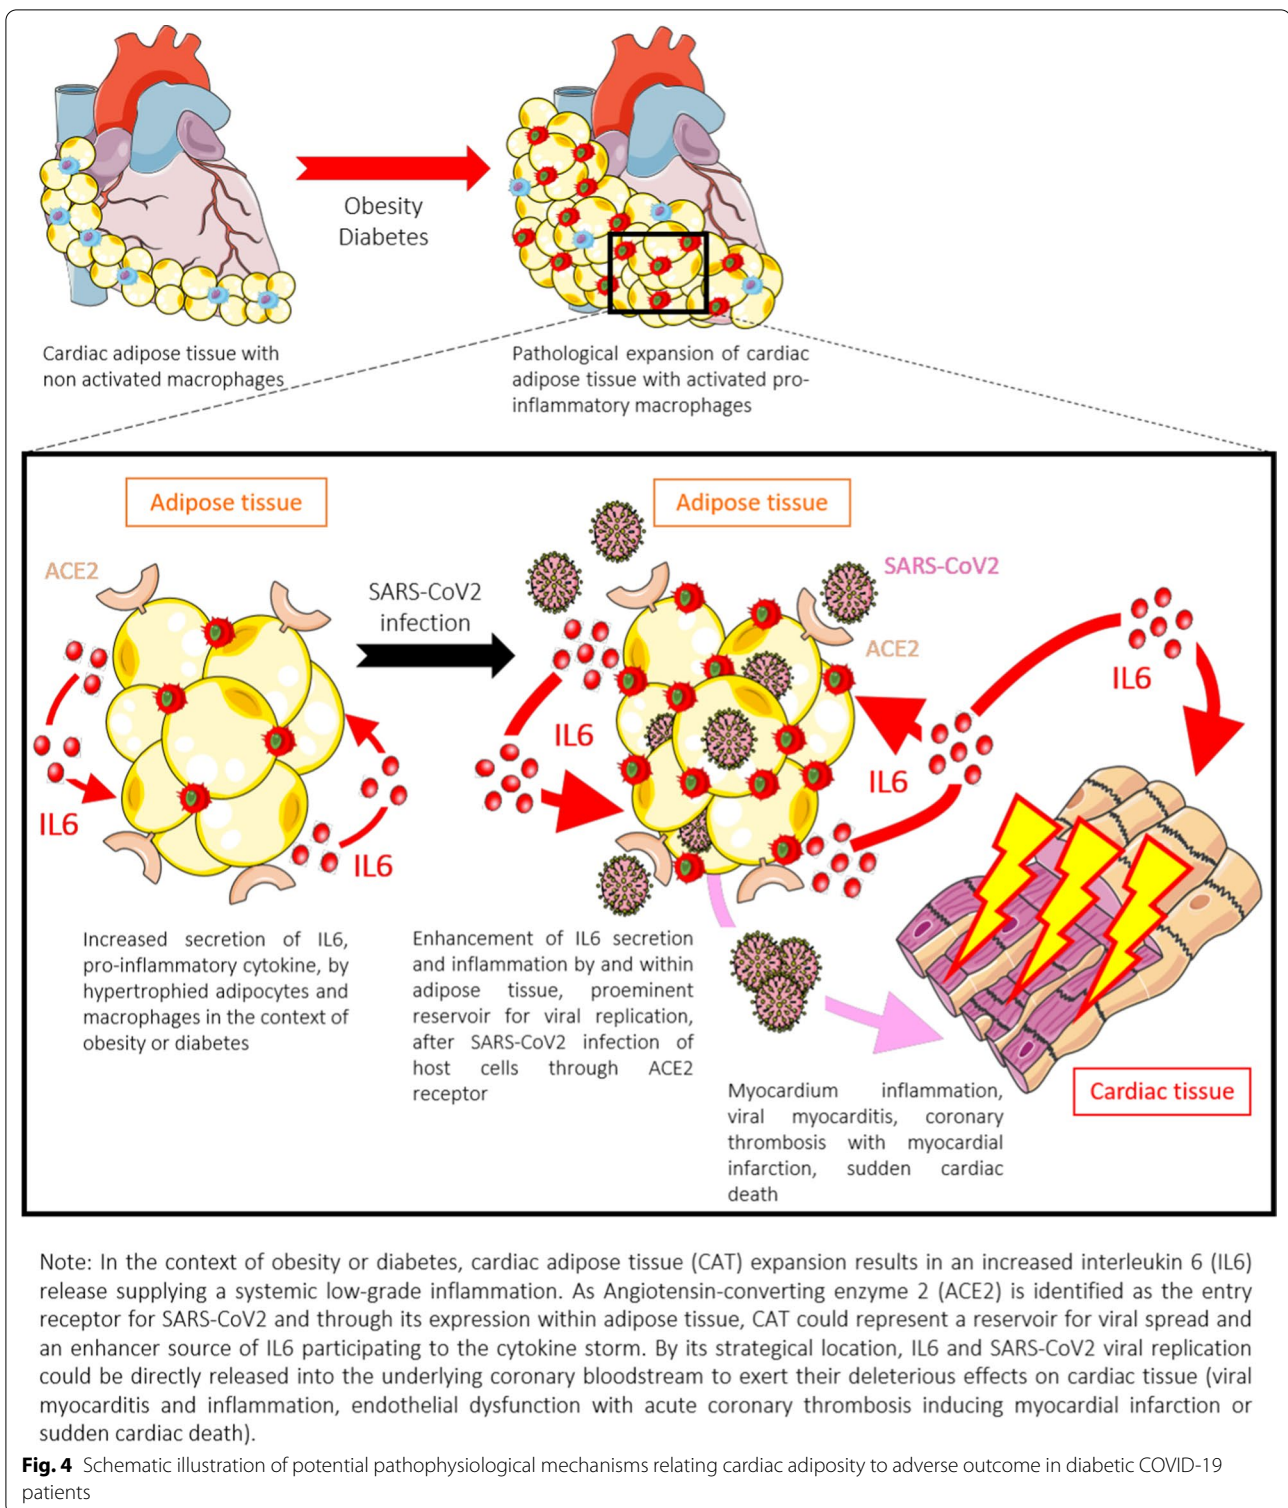 Obesity
Diabetes
Cardiac adipose tissue with
non activated macrophages
Pathological expansion of cardiac
adipose tissue with activated pro-
inflammatory macrophages
Adipose tissue
Adipose tissue
ACE2
SARS-CoV2
infection
SARS-CoV2
ACE2
IL6
IL6
IL6
IL6
IL6
Increased secretion of IL6,
pro-inflammatory cytokine, by
hypertrophied adipocytes and
macrophages in the context of
obesity or diabetes
Enhancement of IL6 secretion
and inflammation by and within
adipose tissue, proeminent
reservoir for viral replication,
after SARS-CoV2 infection of
host cells through ACE2
receptor
Cardiac tissue
Myocardium inflammation,
viral myocarditis, coronary
thrombosis with myocardial
infarction, sudden cardiac
death
Note: In the context of obesity or diabetes, cardiac adipose tissue (CAT) expansion results in an increased interleukin 6 (IL6)
release supplying a systemic low-grade inflammation. As Angiotensin-converting enzyme 2 (ACE2) is identified as the entry
receptor for SARS-CoV2 and through its expression within adipose tissue, CAT could represent a reservoir for viral spread and
an enhancer source of IL6 participating to the cytokine storm. By its strategical location, IL6 and SARS-CoV2 viral replication
could be directly released into the underlying coronary bloodstream to exert their deleterious effects on cardiac tissue (viral
myocarditis and inflammation, endothelial dysfunction with acute coronary thrombosis inducing myocardial infarction or
sudden cardiac death).
Fig. 4 Schematic illustration of potential pathophysiological mechanisms relating cardiac adiposity to adverse outcome in diabetic COVID-19
patients